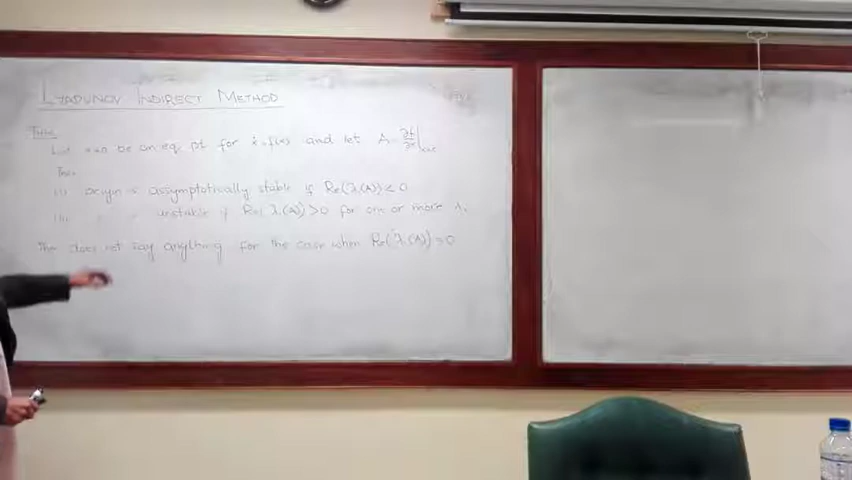 LYAPUNOV INDIRECT METHOD
Thm:
Let x=0 be an eq pt for ẋ=f(x) and let A = ∂f/∂x|x=0
Then
(i) origin is assymptotically stable if Re(λi(A))<0
(ii) " " unstable if Re(λi(A))>0 for one or more λi
Thm does not say anything for the case when Re(λi(A))=0